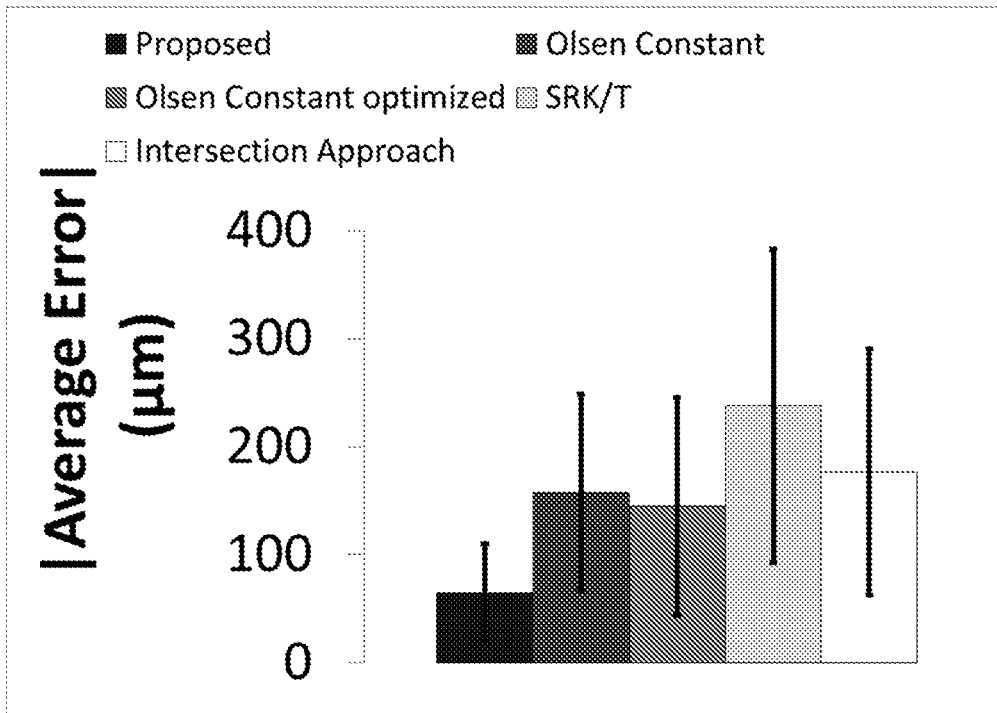 Proposed
Olsen Constant
Olsen Constant optimized
SRK/T
Intersection Approach
|Average Error|
(µm)
400
300
200
100
0